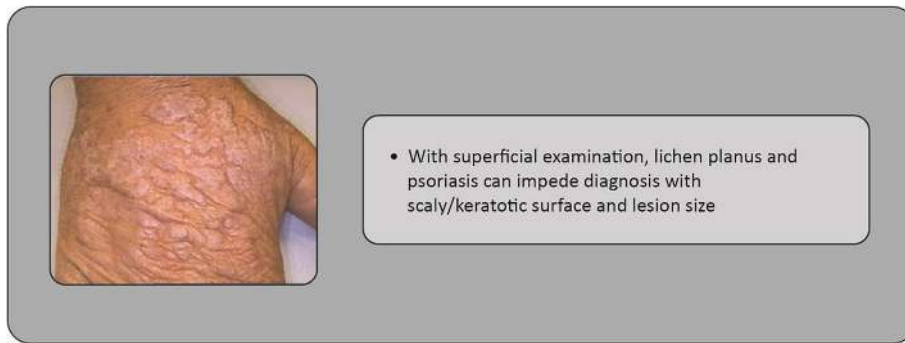 • With superficial examination, lichen planus and
psoriasis can impede diagnosis with
scaly/keratotic surface and lesion size